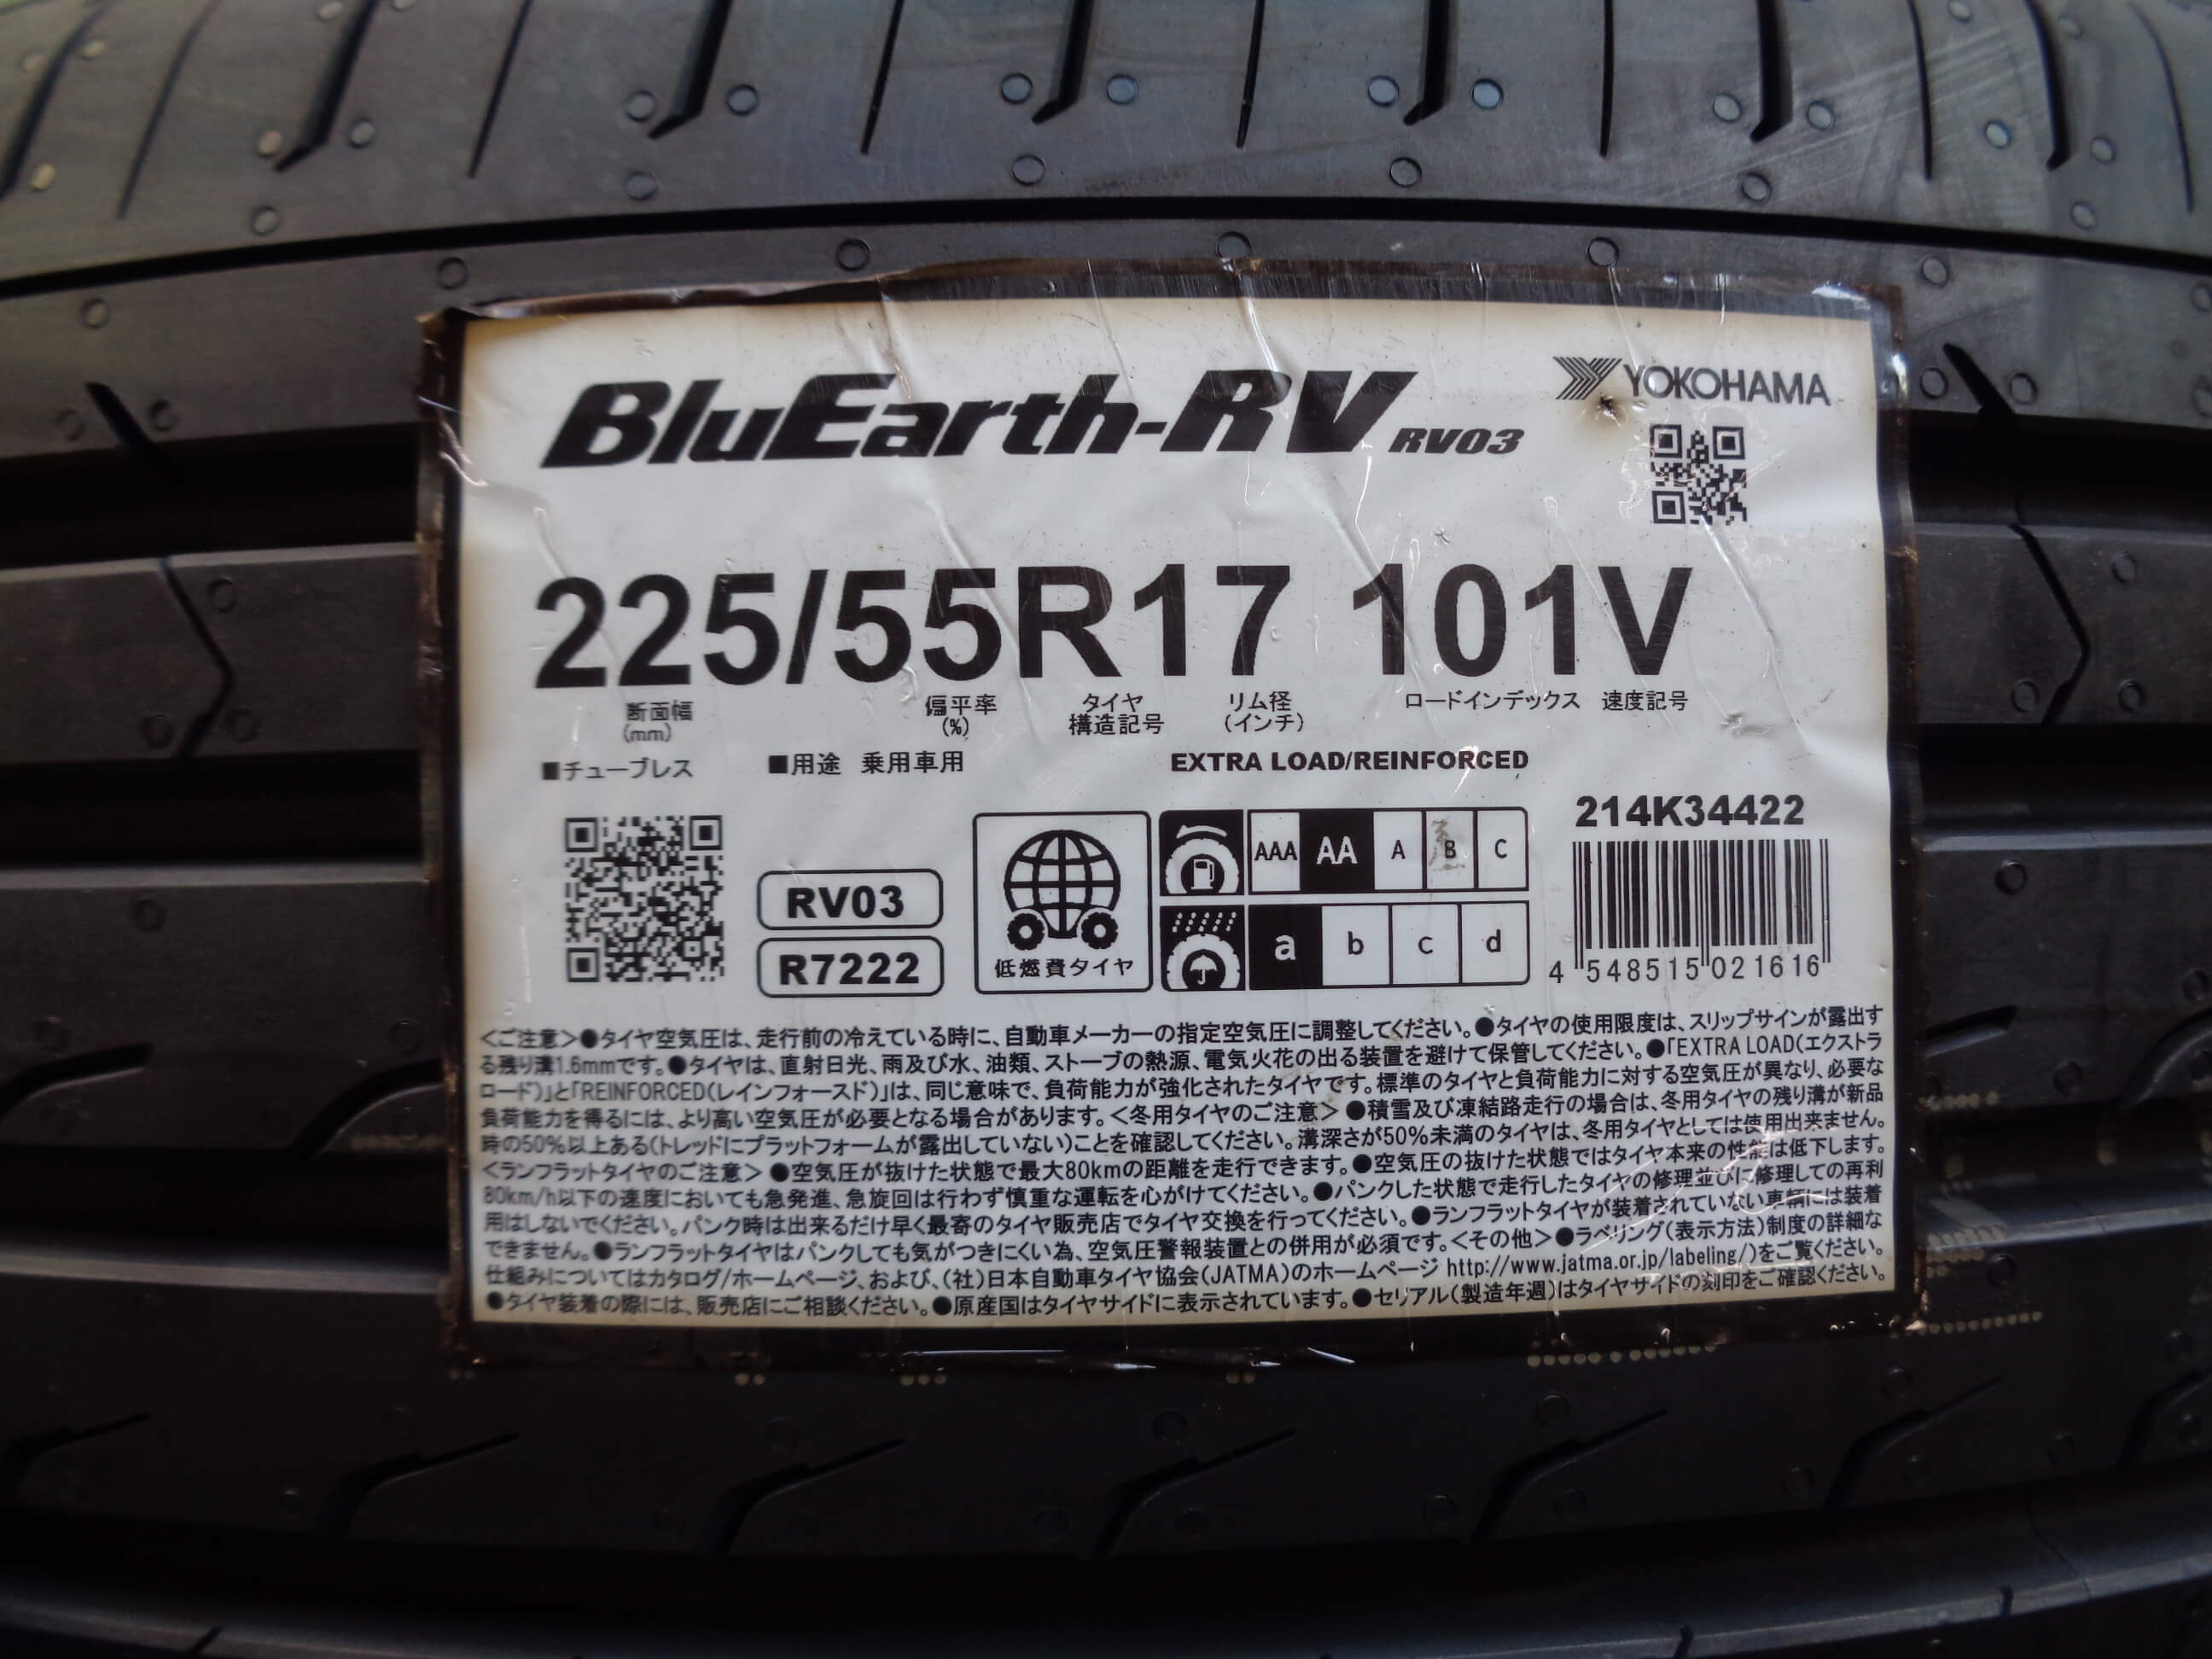 BluEarth-RV RV03
YOKOHAMA
225/55R17 101V
断面幅 偏平率 タイヤ リム径 ロードインデックス 速度記号
(mm) (%) 構造記号 (インチ)
■チューブレス ■用途 乗用車用 EXTRA LOAD/REINFORCED
214K34422
RV03
R7222
低燃費タイヤ
AAA AA A B C
a b c d
4 548515 021616
<ご注意>●タイヤ空気圧は、走行前の冷えている時に、自動車メーカーの指定空気圧に調整してください。●タイヤの使用限度は、スリップサインが露出す
る残り溝1.6mmです。●タイヤは、直射日光、雨及び水、油類、ストーブの熱源、電気火花の出る装置を避けて保管してください。●「EXTRA LOAD(エクストラ
ロード)」と「REINFORCED(レインフォースド)」は、同じ意味で、負荷能力が強化されたタイヤです。標準のタイヤと負荷能力に対する空気圧が異なり、必要な
負荷能力を得るには、より高い空気圧が必要となる場合があります。<冬用タイヤのご注意>●積雪及び凍結路走行の場合は、冬用タイヤの残り溝が新品
時の50%以上ある(トレッドにプラットフォームが露出していない)ことを確認してください。溝深さが50%未満のタイヤは、冬用タイヤとしては使用出来ません。
<ランフラットタイヤのご注意>●空気圧が抜けた状態で最大80kmの距離を走行できます。●空気圧の抜けた状態ではタイヤ本来の性能は低下します。
80km/h以下の速度においても急発進、急旋回は行わず慎重な運転を心がけてください。●パンクした状態で走行したタイヤの修理並びに修理しての再利
用はしないでください。パンク時は出来るだけ早く最寄のタイヤ販売店でタイヤ交換を行ってください。●ランフラットタイヤが装着されていない車輌には装着
できません。●ランフラットタイヤはパンクしても気がつきにくい為、空気圧警報装置との併用が必須です。<その他>●ラベリング(表示方法)制度の詳細な
仕組みについてはカタログ/ホームページ、および、(社)日本自動車タイヤ協会(JATMA)のホームページ http://www.jatma.or.jp/labeling/)をご覧ください。
●タイヤ装着の際には、販売店にご相談ください。●原産国はタイヤサイドに表示されています。●セリアル(製造年週)はタイヤサイドの刻印をご確認ください。